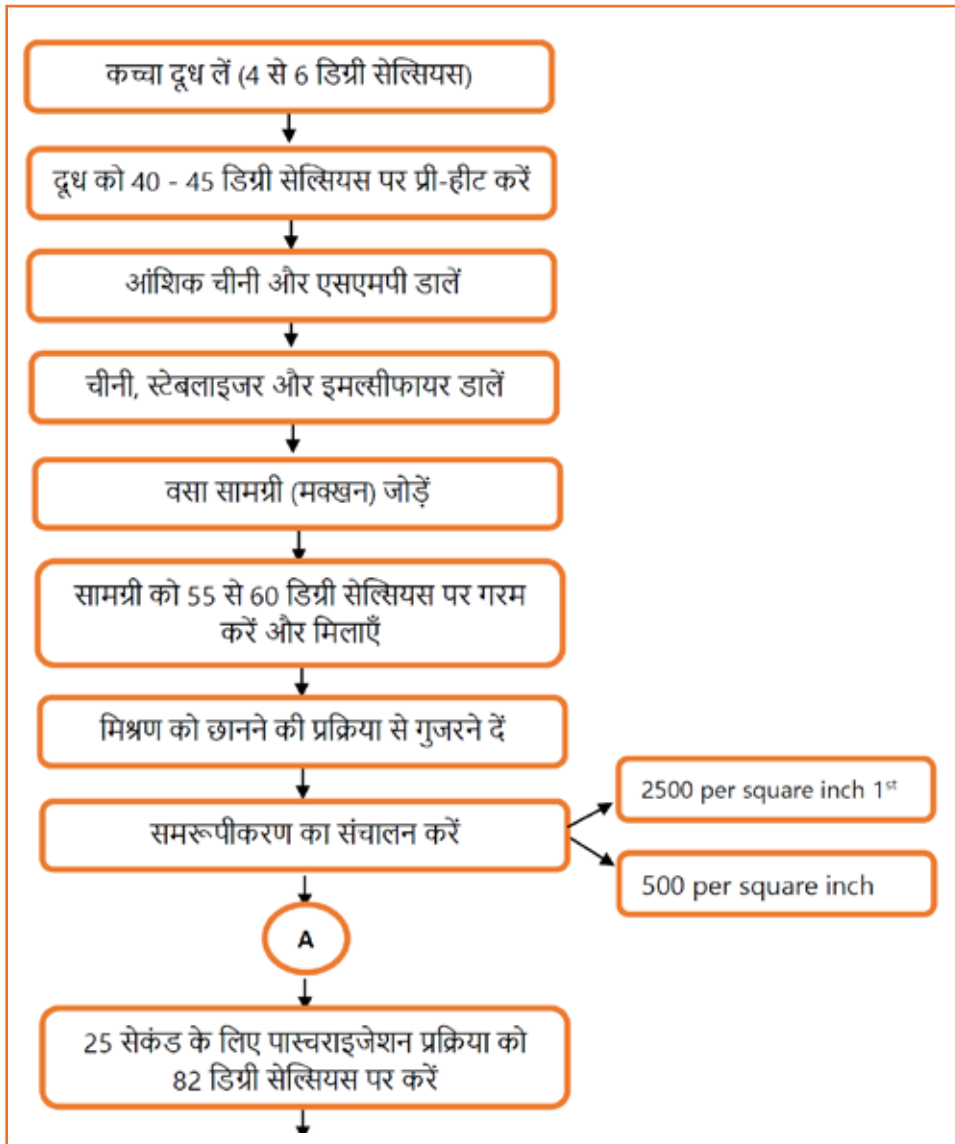 कच्चा दूध लें (4 से 6 डिग्री सेल्सियस)
दूध को 40 - 45 डिग्री सेल्सियस पर प्री-हीट करें
आंशिक चीनी और एसएमपी डालें
चीनी, स्टेबलाइजर और इमल्सीफायर डालें
वसा सामग्री (मक्खन) जोड़ें
सामग्री को 55 से 60 डिग्री सेल्सियस पर गरम
करें और मिलाएँ
मिश्रण को छानने की प्रक्रिया से गुजरने दें
समरूपीकरण का संचालन करें
2500 per square inch 1st
500 per square inch
A
25 सेकंड के लिए पास्चराइजेशन प्रक्रिया को
82 डिग्री सेल्सियस पर करें